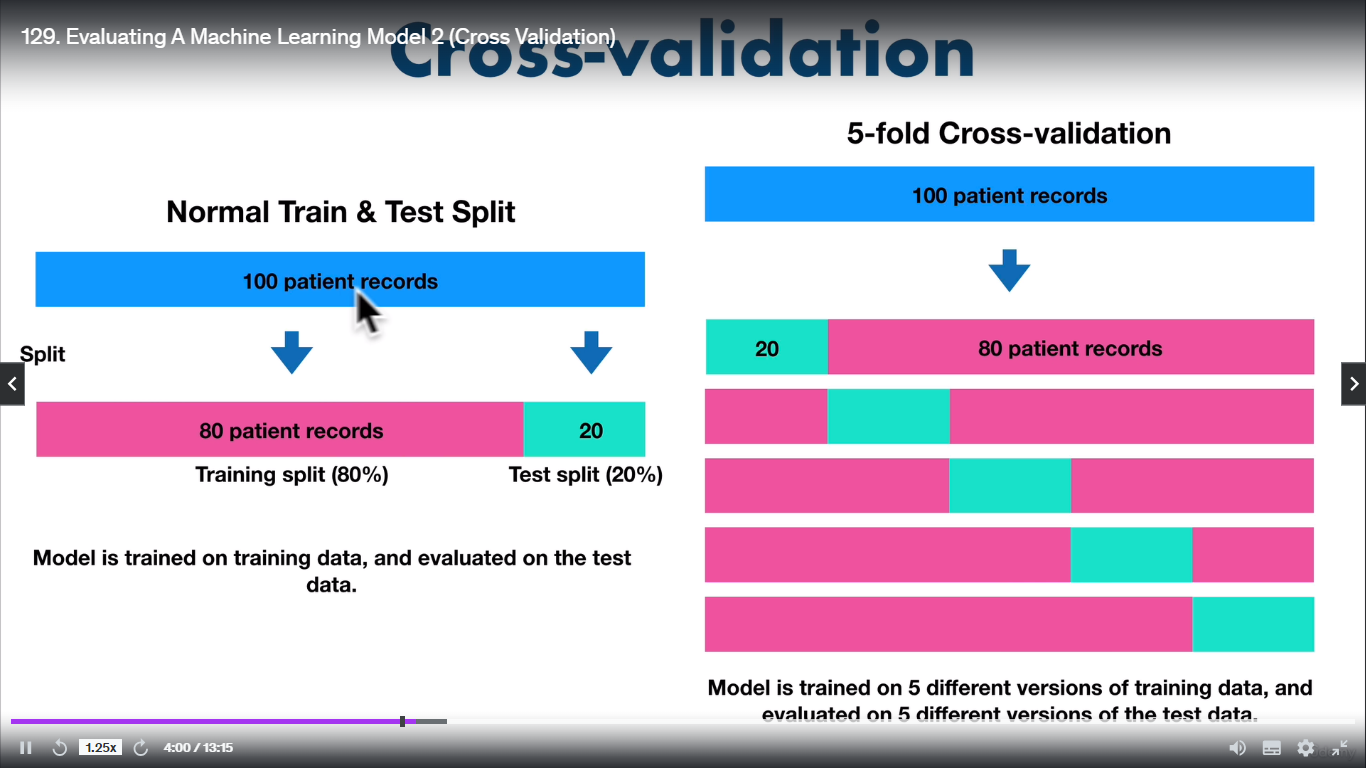 129. Evaluating A Machine Learning Model 2 (Cross Validation)
Cross-validation
Normal Train & Test Split
100 patient records
Split
80 patient records
20
Training split (80%)
Test split (20%)
Model is trained on training data, and evaluated on the test
data.
5-fold Cross-validation
100 patient records
20
80 patient records
Model is trained on 5 different versions of training data, and
evaluated on 5 different versions of the test data.
1.25x
4:00 / 13:15